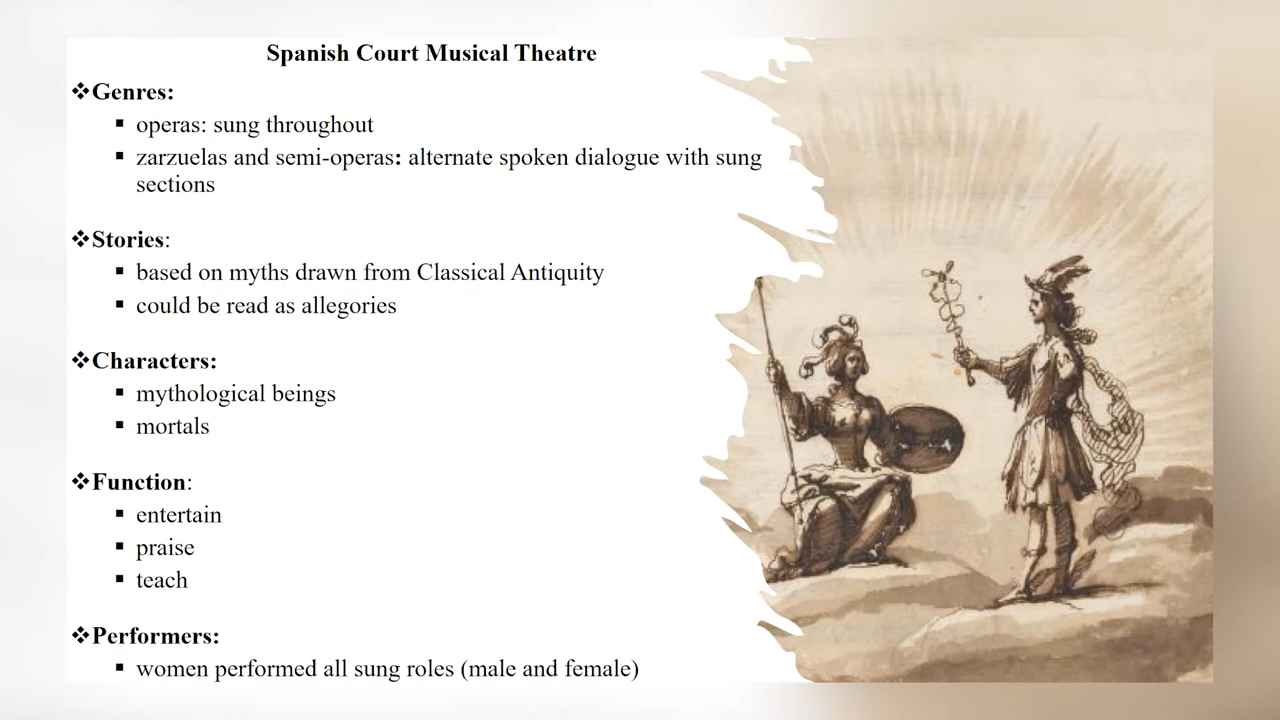 Spanish Court Musical Theatre
❖Genres:
▪ operas: sung throughout
▪ zarzuelas and semi-operas: alternate spoken dialogue with sung
sections
❖Stories:
▪ based on myths drawn from Classical Antiquity
▪ could be read as allegories
❖Characters:
▪ mythological beings
▪ mortals
❖Function:
▪ entertain
▪ praise
▪ teach
❖Performers:
▪ women performed all sung roles (male and female)